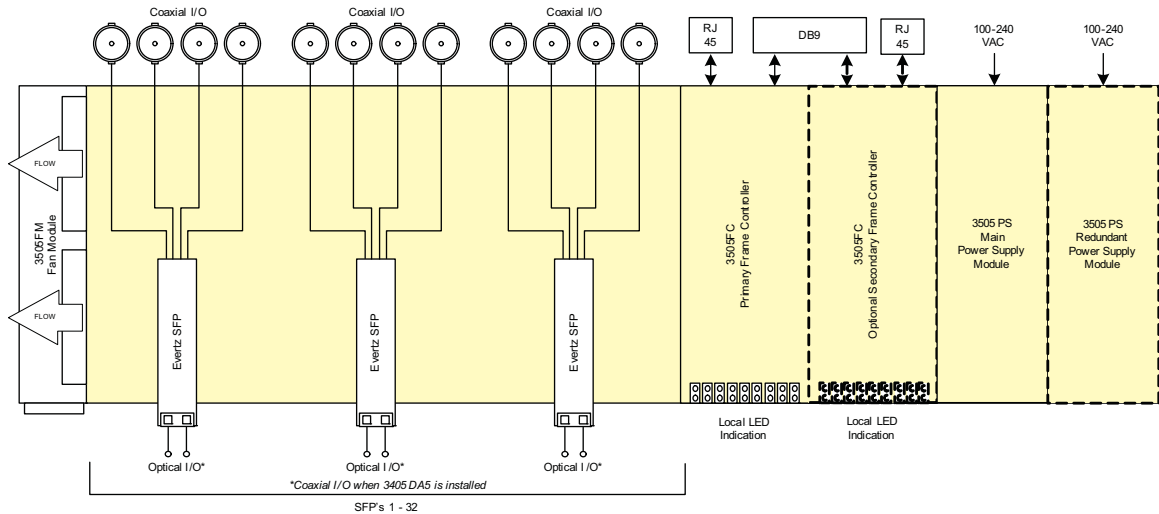 Coaxial I/O
Coaxial I/O
Coaxial I/O
RJ
45
DB9
RJ
45
100-240
VAC
100-240
VAC
FLOW
FLOW
3505FM
Fan Module
Evertz SFP
Evertz SFP
Evertz SFP
3505FC
Primary Frame Controller
3505FC
Optional Secondary Frame Controller
3505 PS
Main
Power Supply
Module
3505 PS
Redundant
Power Supply
Module
Local LED
Indication
Local LED
Indication
Optical I/O*
Optical I/O*
Optical I/O*
*Coaxial I/O when 3405 DA5 is installed
SFP's 1 - 32